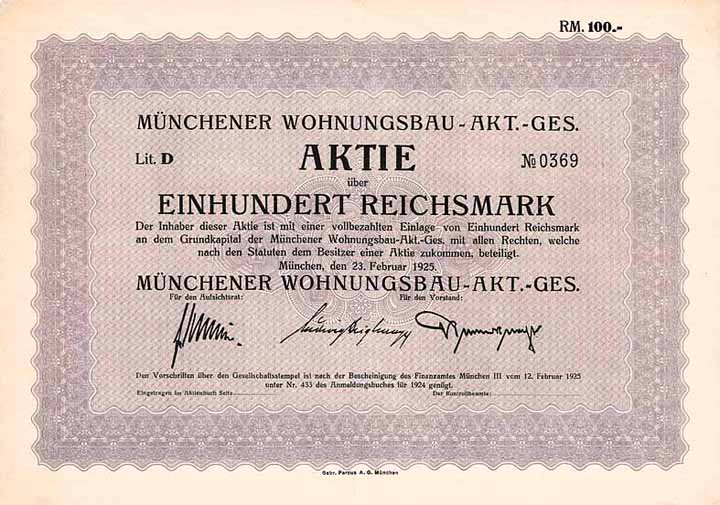 RM. 100.-
MÜNCHENER WOHNUNGSBAU-AKT.-GES.
Lit. D AKTIE № 0369
über
EINHUNDERT REICHSMARK
Der Inhaber dieser Aktie ist mit einer vollbezahlten Einlage von Einhundert Reichsmark
an dem Grundkapital der Münchener Wohnungsbau-Akt.-Ges. mit allen Rechten, welche
nach den Statuten dem Besitzer einer Aktie zukommen, beteiligt.
München, den 23. Februar 1925.
MÜNCHENER WOHNUNGSBAU-AKT.-GES.
Für den Aufsichtsrat: Für den Vorstand:
Den Vorschriften über den Gesellschaftsstempel ist nach der Bescheinigung des Finanzamtes München III vom 12. Februar 1925
unter Nr. 433 des Anmeldungsbuches für 1924 genügt.
Eingetragen im Aktienbuch Seite Der Kontrollbeamte:
Gebr. Parcus A. G. München